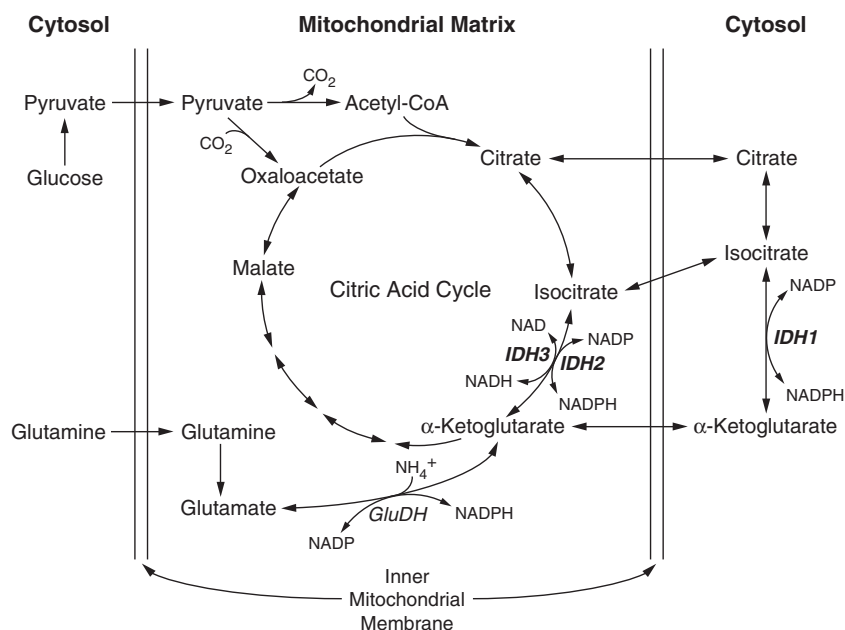 Cytosol
Mitochondrial Matrix
Cytosol
CO2
Pyruvate
Pyruvate
Acetyl-CoA
CO2
Citrate
Citrate
Glucose
Oxaloacetate
Isocitrate
Malate
Citric Acid Cycle
Isocitrate
NADP
NAD
NADP
IDH3
IDH2
IDH1
NADH
NADPH
NADPH
Glutamine
Glutamine
α-Ketoglutarate
α-Ketoglutarate
NH4+
Glutamate
GluDH
NADPH
NADP
Inner
Mitochondrial
Membrane